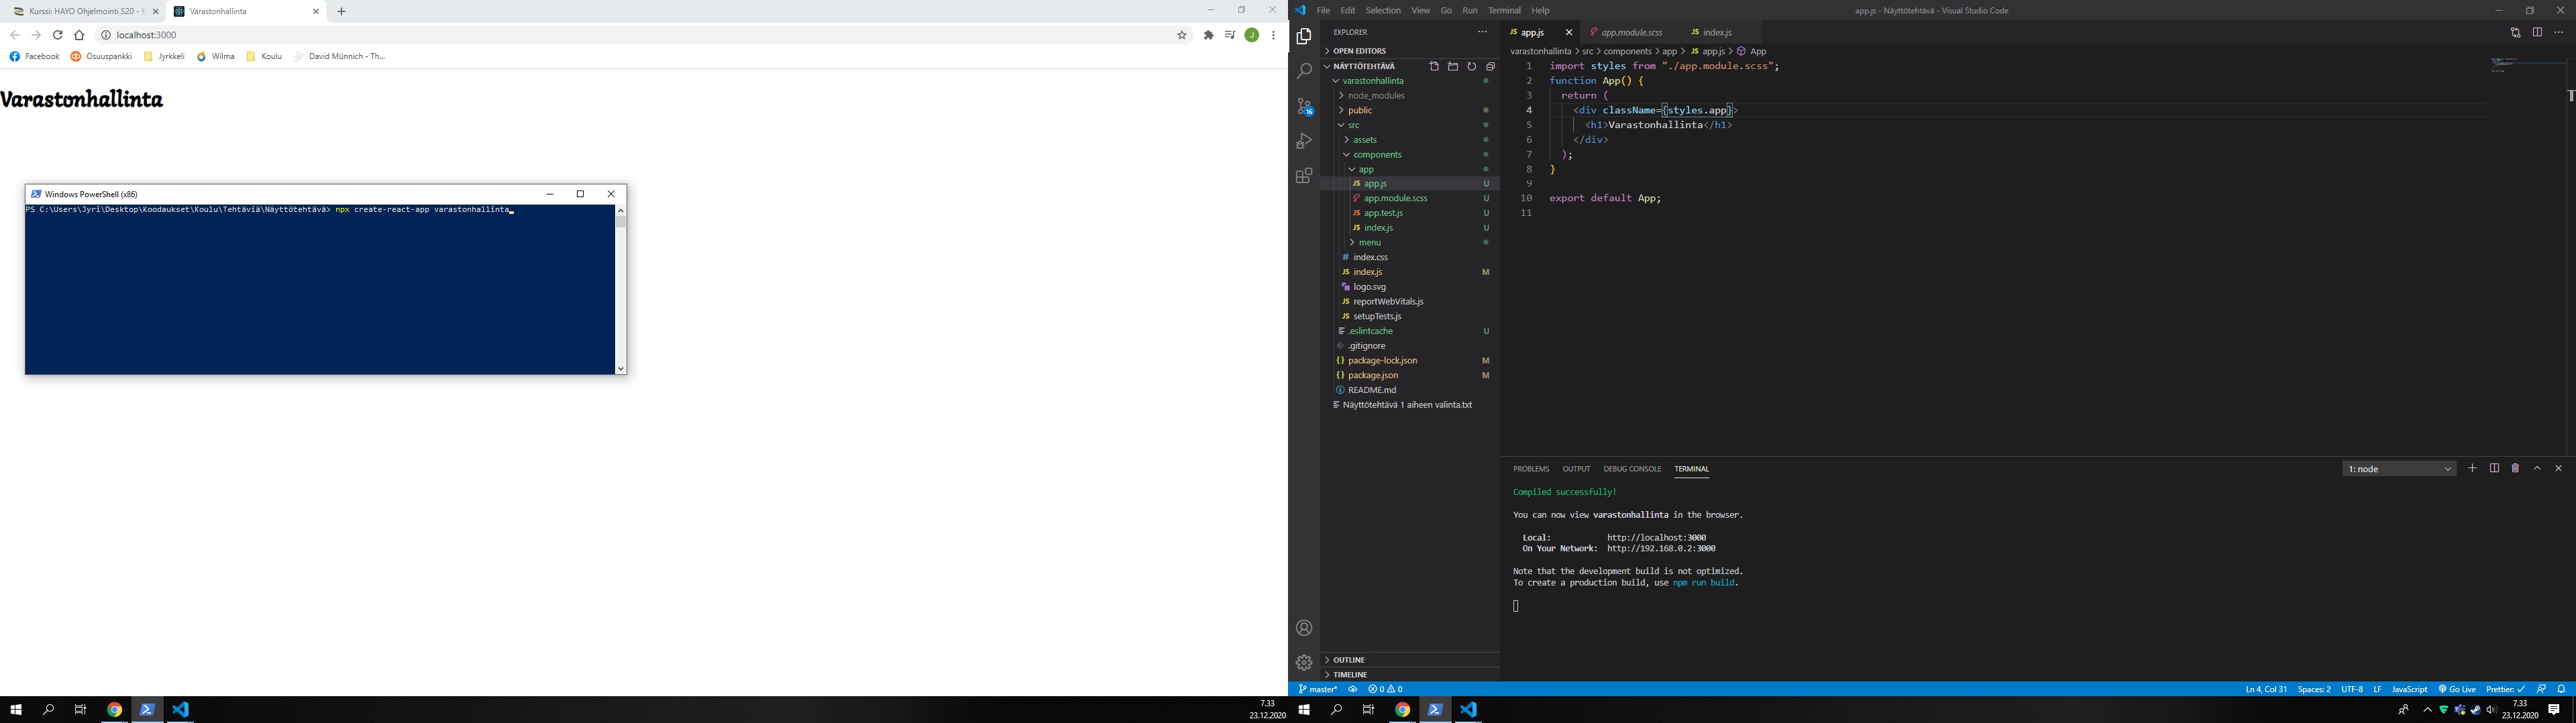 Kurssi: HAYO Ohjelmointi S20 - K
Varastonhallinta
localhost:3000
J
Facebook
Osuuspankki
Jyrkkeli
Wilma
Koulu
David Münnich - Th...
Varastonhallinta
Windows PowerShell (x86)
PS C:\Users\Jyri\Desktop\Koodaukset\Koulu\Tehtäviä\Näyttötehtävä> npx create-react-app varastonhallinta
7.33
23.12.2020
File Edit Selection View Go Run Terminal Help
app.js - Näyttötehtävä - Visual Studio Code
16
EXPLORER
OPEN EDITORS
NÄYTTÖTEHTÄVÄ
varastonhallinta
node_modules
public
src
assets
components
app
JS app.js U
app.module.scss U
JS app.test.js U
JS index.js U
menu
# index.css
JS index.js M
logo.svg
JS reportWebVitals.js
JS setupTests.js
.eslintcache U
.gitignore
{} package-lock.json M
{} package.json M
README.md
Näyttötehtävä 1 aiheen valinta.txt
OUTLINE
TIMELINE
JS app.js
app.module.scss
JS index.js
varastonhallinta > src > components > app > JS app.js > App
1 import styles from "./app.module.scss";
2 function App() {
3 return (
4 <div className={styles.app}>
5 <h1>Varastonhallinta</h1>
6 </div>
7 );
8 }
9
10 export default App;
11
PROBLEMS OUTPUT DEBUG CONSOLE TERMINAL
1: node
Compiled successfully!
You can now view varastonhallinta in the browser.
Local: http://localhost:3000
On Your Network: http://192.168.0.2:3000
Note that the development build is not optimized.
To create a production build, use npm run build.
master* 0 0
Ln 4, Col 31 Spaces: 2 UTF-8 LF JavaScript Go Live Prettier: ✓
7.33
23.12.2020